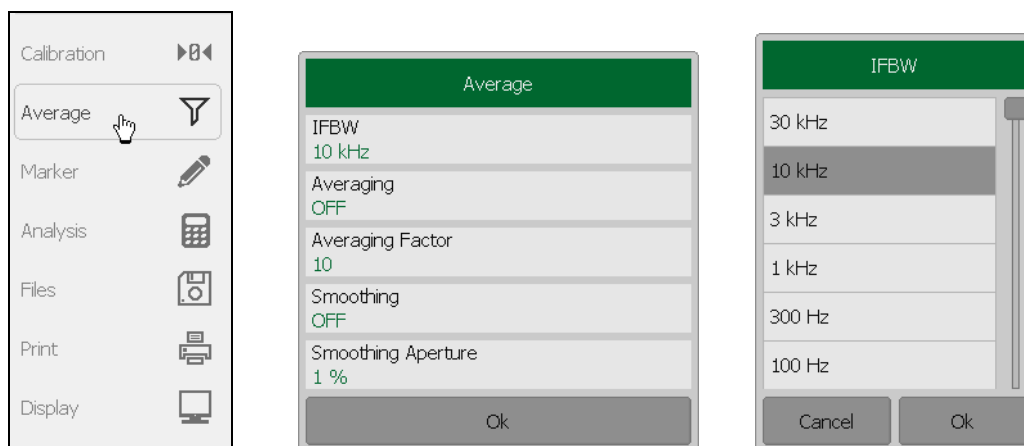 Calibration
Average
Marker
Analysis
Files
Print
Display
Average
IFBW
10 kHz
Averaging
OFF
Averaging Factor
10
Smoothing
OFF
Smoothing Aperture
1 %
Ok
IFBW
30 kHz
10 kHz
3 kHz
1 kHz
300 Hz
100 Hz
Cancel
Ok